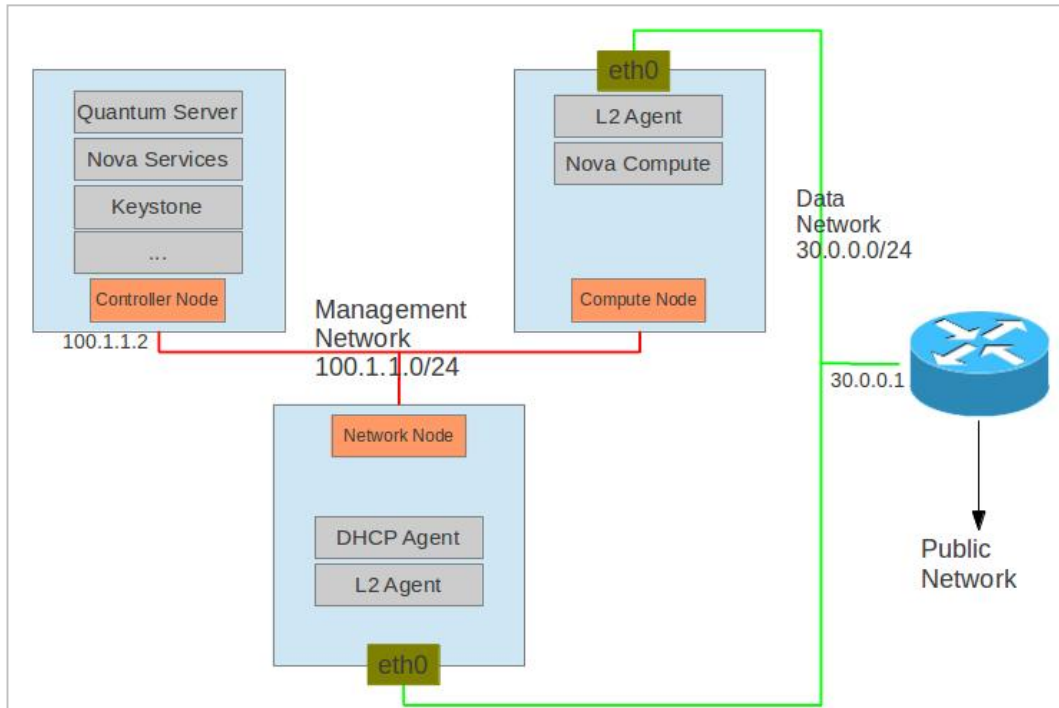 Quantum Server
Nova Services
Keystone
...
Controller Node
100.1.1.2
eth0
L2 Agent
Nova Compute
Compute Node
Management
Network
100.1.1.0/24
Data
Network
30.0.0.0/24
30.0.0.1
Network Node
DHCP Agent
L2 Agent
eth0
Public
Network